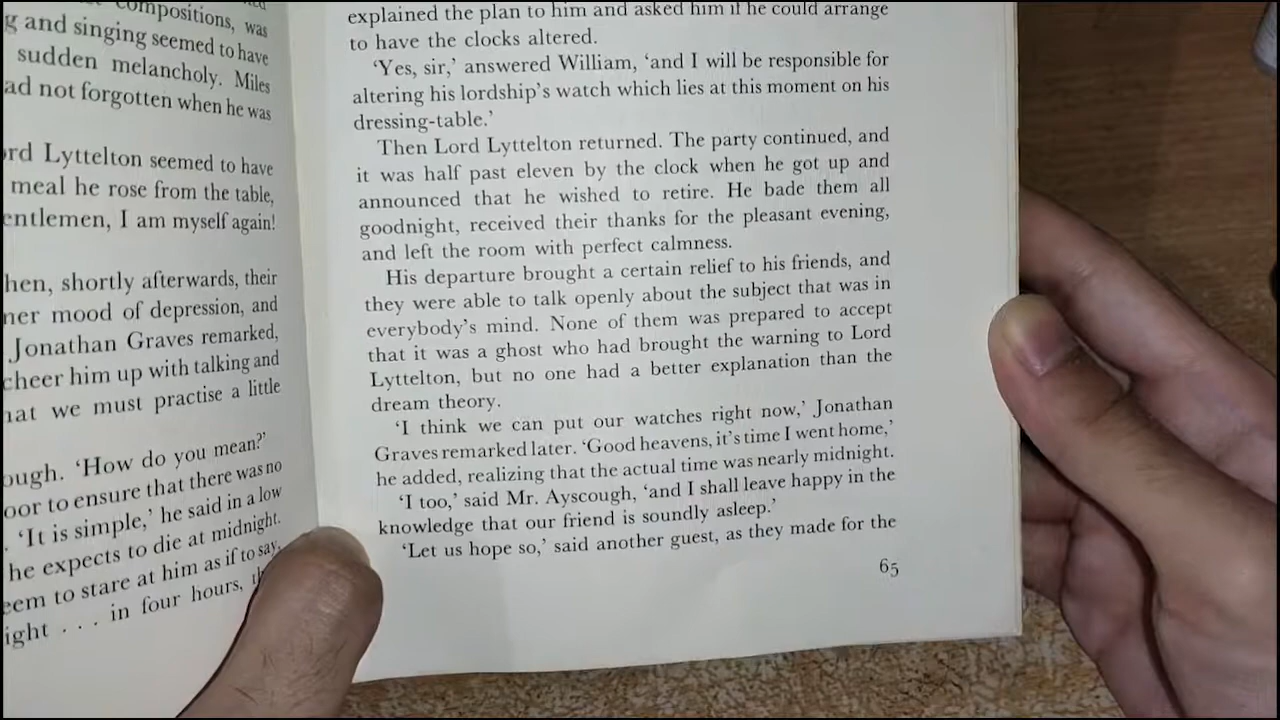 compositions, was
g and singing seemed to have
sudden melancholy. Miles
ad not forgotten when he was
ord Lyttelton seemed to have
meal he rose from the table,
entlemen, I am myself again!
hen, shortly afterwards, their
ner mood of depression, and
Jonathan Graves remarked,
cheer him up with talking and
hat we must practise a little
ough. ‘How do you mean?’
oor to ensure that there was no
. ‘It is simple,’ he said in a low
he expects to die at midnight.
eem to stare at him as if to say,
ight . . . in four hours,
explained the plan to him and asked him if he could arrange
to have the clocks altered.
‘Yes, sir,’ answered William, ‘and I will be responsible for
altering his lordship’s watch which lies at this moment on his
dressing-table.’
Then Lord Lyttelton returned. The party continued, and
it was half past eleven by the clock when he got up and
announced that he wished to retire. He bade them all
goodnight, received their thanks for the pleasant evening,
and left the room with perfect calmness.
His departure brought a certain relief to his friends, and
they were able to talk openly about the subject that was in
everybody’s mind. None of them was prepared to accept
that it was a ghost who had brought the warning to Lord
Lyttelton, but no one had a better explanation than the
dream theory.
‘I think we can put our watches right now,’ Jonathan
Graves remarked later. ‘Good heavens, it’s time I went home,’
he added, realizing that the actual time was nearly midnight.
‘I too,’ said Mr. Ayscough, ‘and I shall leave happy in the
knowledge that our friend is soundly asleep.’
‘Let us hope so,’ said another guest, as they made for the
65